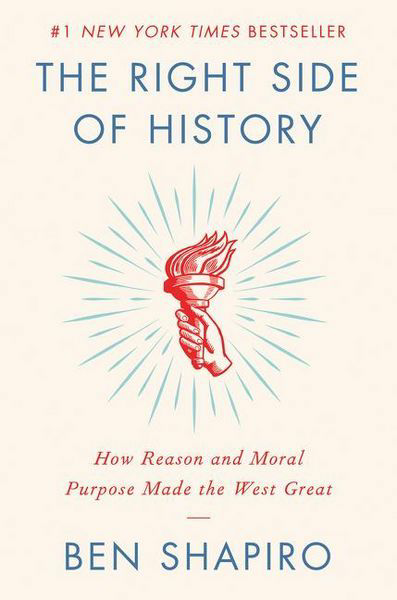 #1 NEW YORK TIMES BESTSELLER
THE RIGHT SIDE
OF HISTORY
How Reason and Moral
Purpose Made the West Great
BEN SHAPIRO